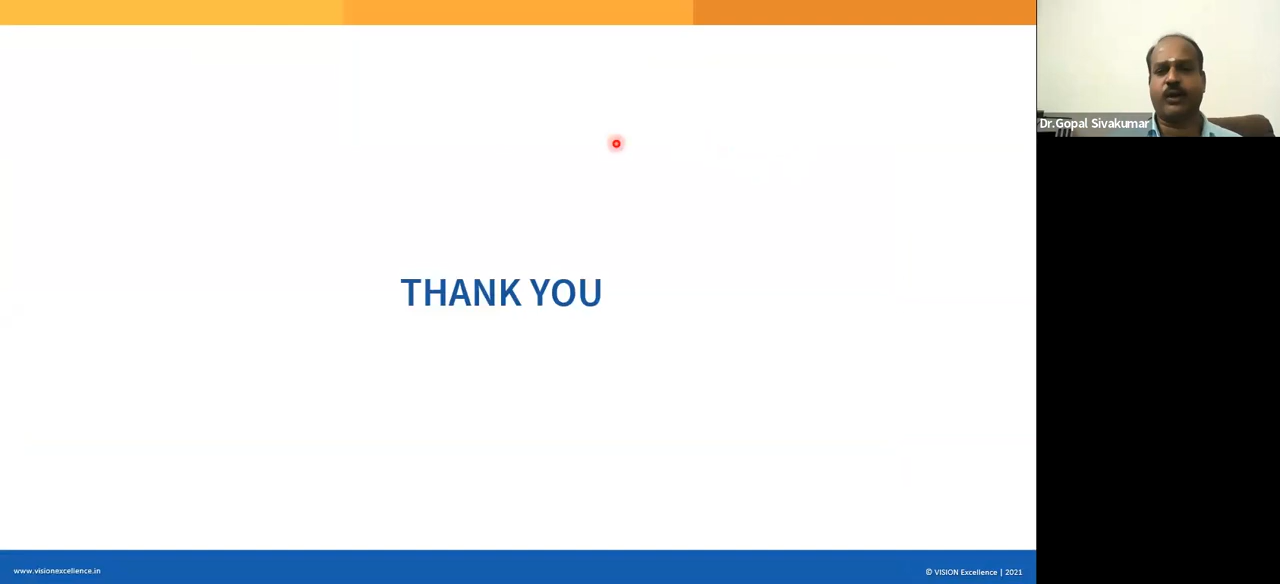 Dr.Gopal Sivakumar
THANK YOU
www.visionexcellence.in
© VISION Excellence | 2021